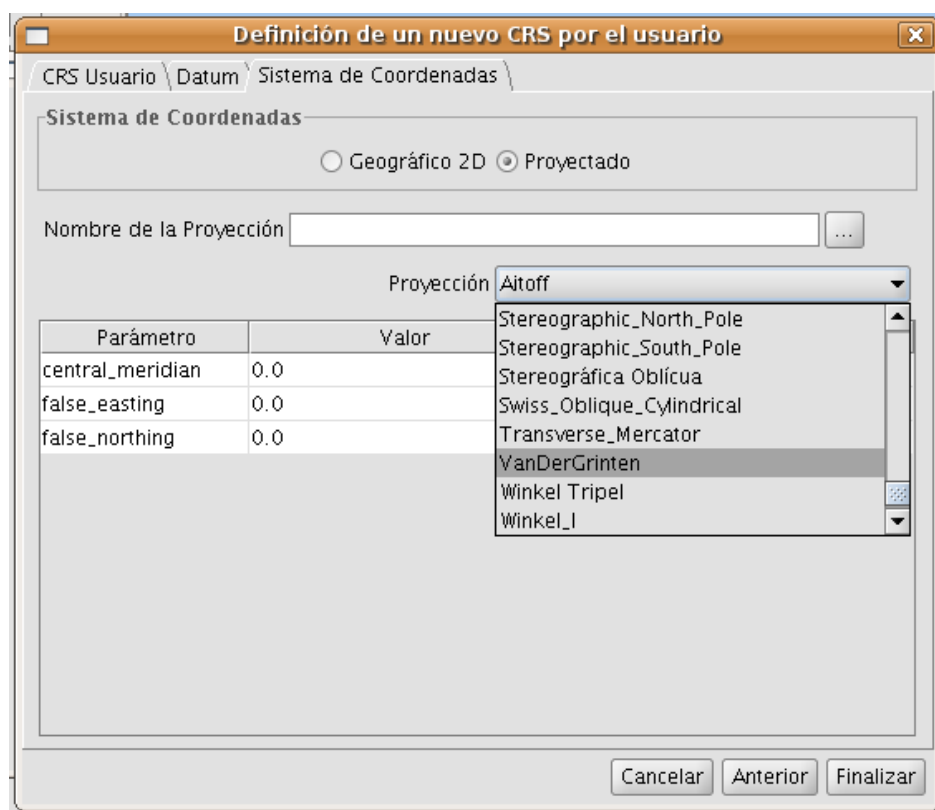 Definición de un nuevo CRS por el usuario
CRS Usuario Datum Sistema de Coordenadas
Sistema de Coordenadas
Geográfico 2D Proyectado
Nombre de la Proyección ...
Proyección Aitoff
Stereographic_North_Pole
Stereographic_South_Pole
Stereográfica Oblícua
Swiss_Oblique_Cylindrical
Transverse_Mercator
VanDerGrinten
Winkel Tripel
Winkel_I
Parámetro Valor
central_meridian 0.0
false_easting 0.0
false_northing 0.0
Cancelar Anterior Finalizar